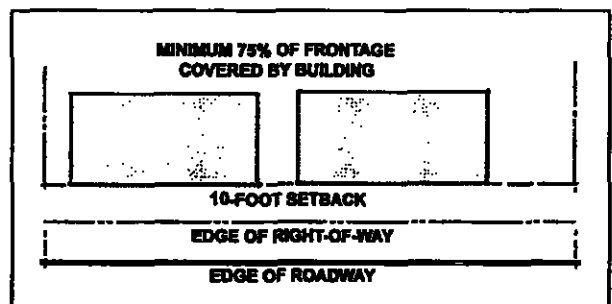 MINIMUM 75% OF FRONTAGE
COVERED BY BUILDING
10-FOOT SETBACK
EDGE OF RIGHT-OF-WAY
EDGE OF ROADWAY